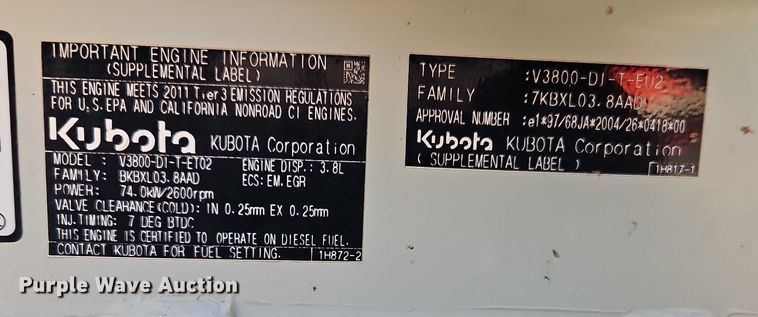 IMPORTANT ENGINE INFORMATION
(SUPPLEMENTAL LABEL)
THIS ENGINE MEETS 2011 Tier3 EMISSION REGULATIONS
FOR U.S.EPA AND CALIFORNIA NONROAD CI ENGINES.
Kubota KUBOTA Corporation
MODEL : V3800-DI-T-ET02 ENGINE DISP.: 3.8L
FAMILY: BKBXL03.8AAD ECS: EM,EGR
POWER: 74.0kW/2600rpm
VALVE CLEARANCE(COLD): IN 0.25mm EX 0.25mm
INJ.TIMING: 7 DEG BTDC
THIS ENGINE IS CERTIFIED TO OPERATE ON DIESEL FUEL.
CONTACT KUBOTA FOR FUEL SETTING. 1H872-2
TYPE :V3800-DI-T-EU2
FAMILY :7KBXL03.8AAD
APPROVAL NUMBER :e1*97/68JA*2004/26*0418*00
Kubota KUBOTA Corporation
(SUPPLEMENTAL LABEL) 1H817-1
Purple Wave Auction